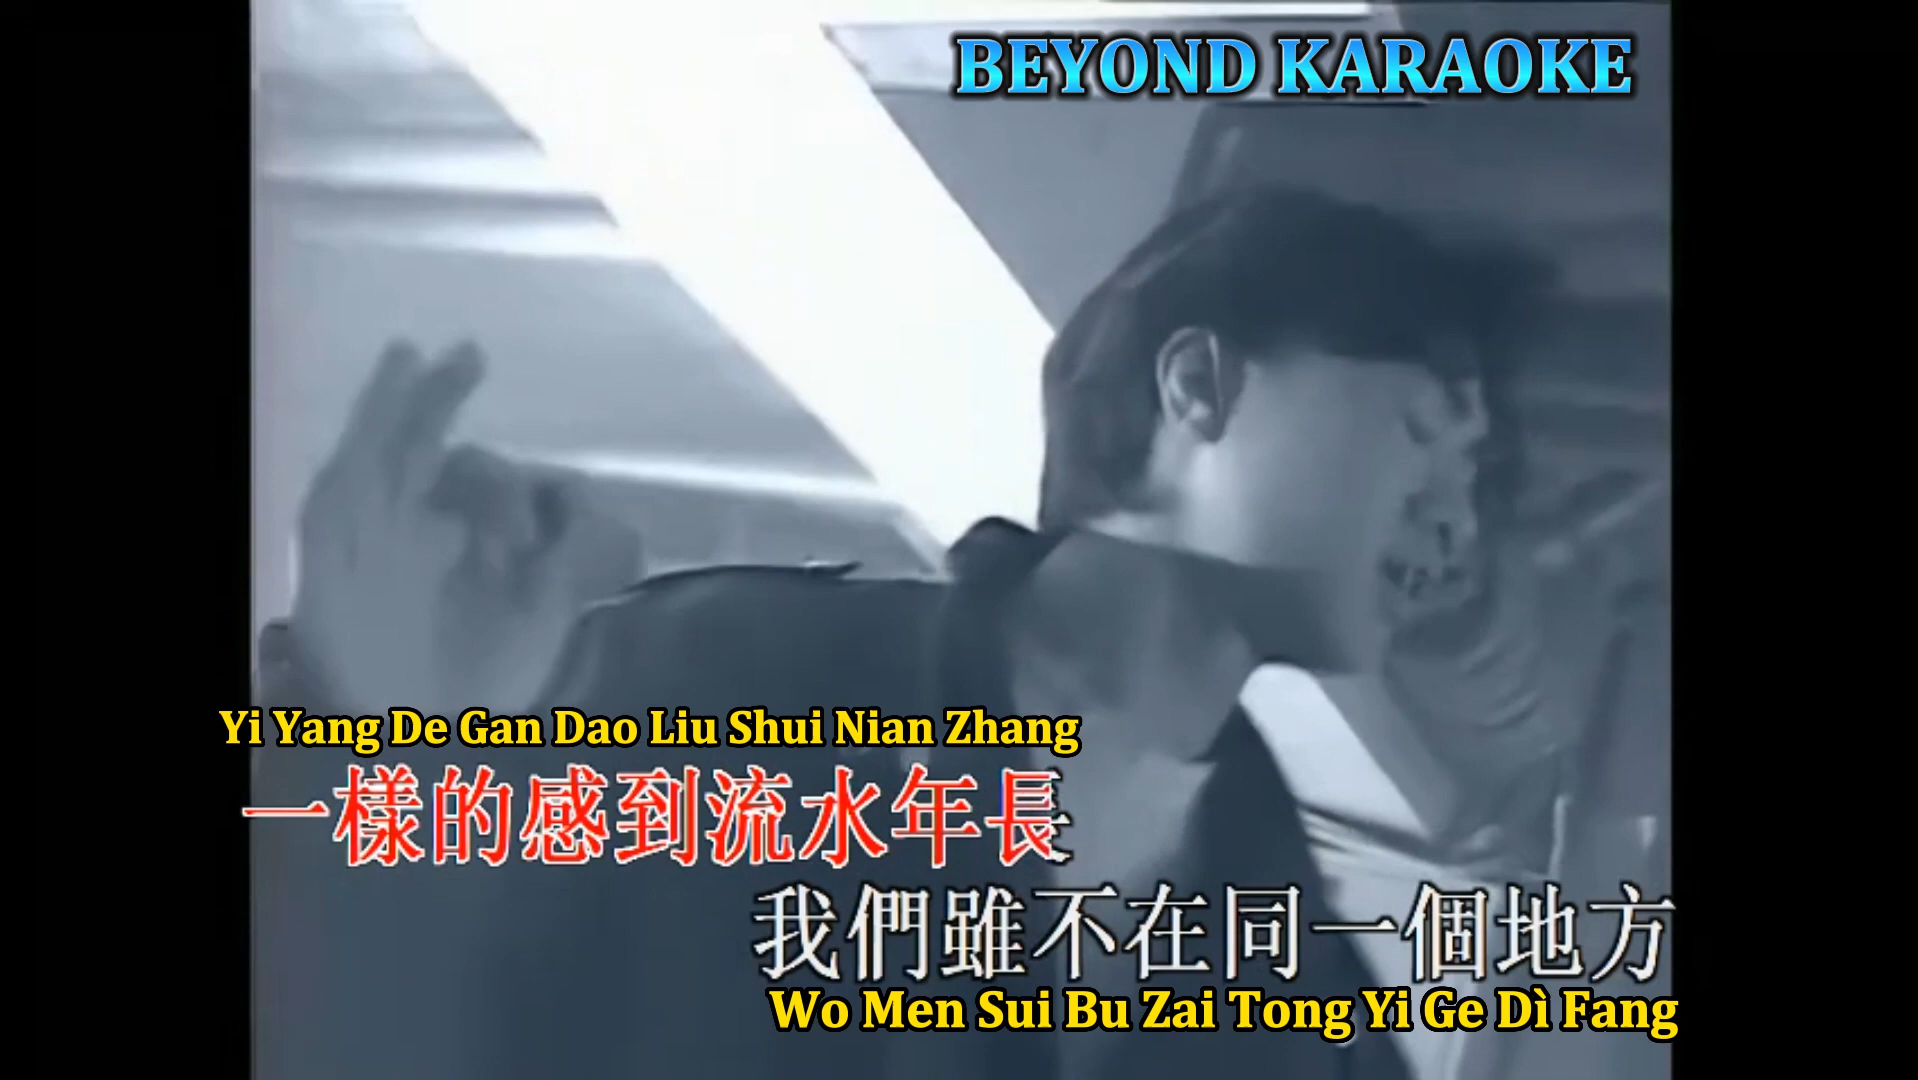 BEYOND KARAOKE
Yi Yang De Gan Dao Liu Shui Nian Zhang
一樣的感到流水年長
我們雖不在同一個地方
Wo Men Sui Bu Zai Tong Yi Ge Dì Fang